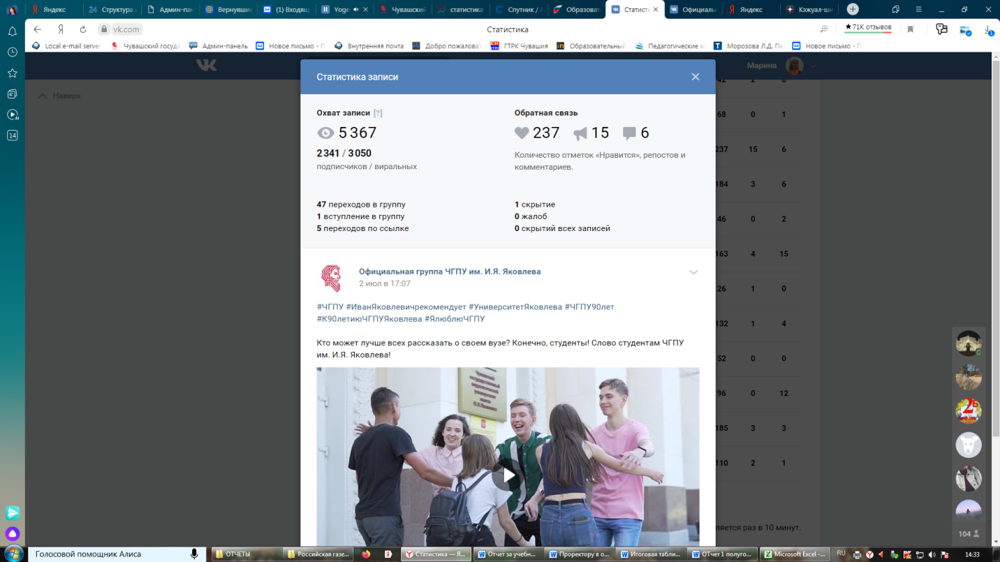 Яндекс
24 Структура
Админ-пан
Вернувшие
(1) Входящ
Yoge
Чувашский
статистика
Спутник / A
Образоват
Статисти
Официаль
Яндекс
Кэжуал-ши
vk.com
Статистика
★ 71K отзывов
Local e-mail server
Чувашский госуда
Админ-панель
Новое письмо - П
Внутренняя почта
Добро пожаловат
ГТРК Чувашия
Образовательный
Педагогические м
Морозова Л.Д. Пе
Новое письмо - П
Наверх
Марина
Статистика записи
Охват записи [?]
5 367
2 341 / 3 050
подписчиков / виральных
Обратная связь
237 15 6
Количество отметок «Нравится», репостов и
комментариев.
47 переходов в группу
1 вступление в группу
5 переходов по ссылке
1 скрытие
0 жалоб
0 скрытий всех записей
Официальная группа ЧГПУ им. И.Я. Яковлева
2 июл в 17:07
#ЧГПУ #ИванЯковлевичрекомендует #УниверситетЯковлева #ЧГПУ90лет
#К90летиюЧГПУЯковлева #ЯлюблюЧГПУ
Кто может лучше всех рассказать о своем вузе? Конечно, студенты! Слово студентам ЧГПУ
им. И.Я. Яковлева!
42 2 0
68 0 1
237 15 6
184 3 6
46 0 2
163 4 15
26 1 0
132 1 4
52 0 0
96 0 12
185 3 3
110 2 1
ляется раз в 10 минут.
14
104
Голосовой помощник Алиса
ОТЧЕТЫ
Российская газе...
Статистика — Я...
Отчет за учебн...
Проректору в о...
Итоговая табли...
ОТчет 1 полуго...
Microsoft Excel -...
RU
14:33